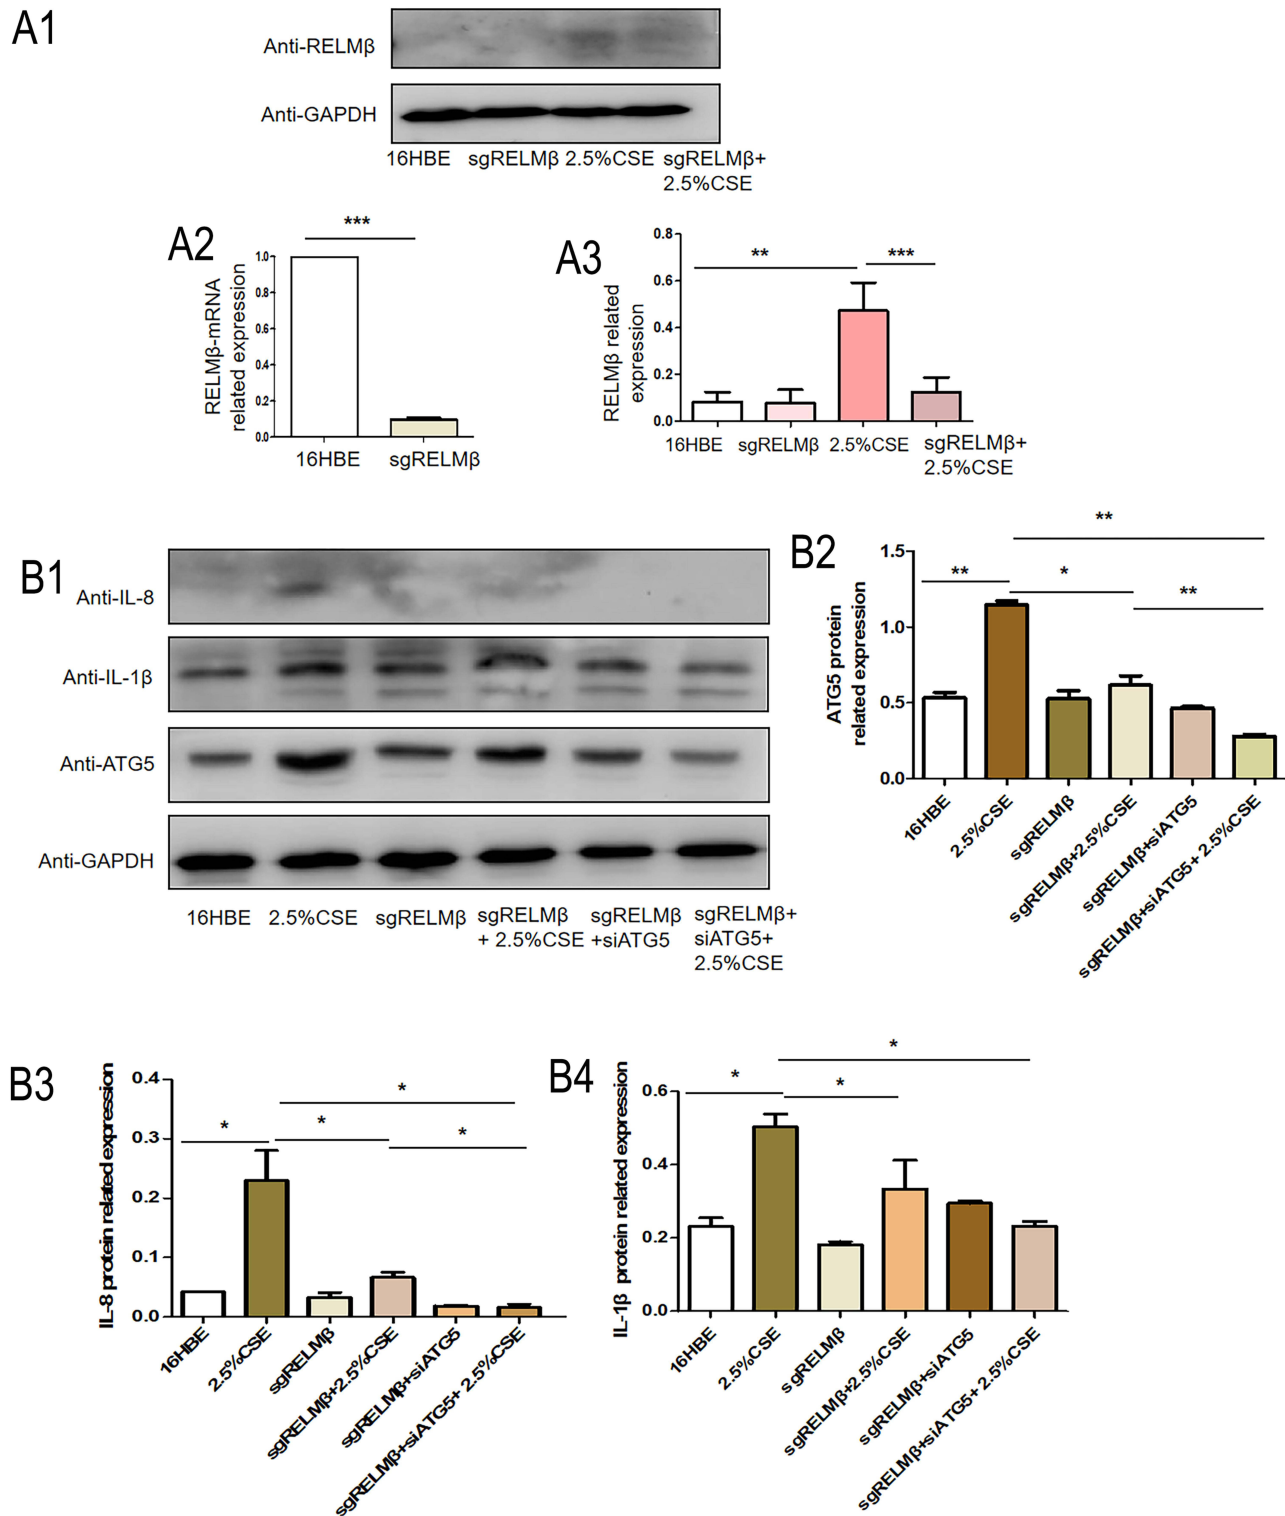 A1
Anti-RELMβ
Anti-GAPDH
16HBE sgRELMβ 2.5%CSE sgRELMβ+
2.5%CSE
A2
***
RELMβ-mRNA
related expression
1.0
0.8
0.6
0.4
0.2
0.0
16HBE sgRELMβ
A3
** ***
RELMβ related
expression
0.8
0.6
0.4
0.2
0.0
16HBE sgRELMβ 2.5%CSE sgRELMβ+
2.5%CSE
B1
Anti-IL-8
Anti-IL-1β
Anti-ATG5
Anti-GAPDH
16HBE 2.5%CSE sgRELMβ sgRELMβ sgRELMβ sgRELMβ+
+ 2.5%CSE +siATG5 siATG5+
2.5%CSE
B2
**
** * **
ATG5 protein
related expression
1.5
1.0
0.5
0.0
16HBE
2.5%CSE
sgRELMβ
sgRELMβ+2.5%CSE
sgRELMβ+siATG5
sgRELMβ+siATG5+ 2.5%CSE
B3
*
* * *
IL-8 protein related expression
0.4
0.3
0.2
0.1
0.0
16HBE
2.5%CSE
sgRELMβ
sgRELMβ+2.5%CSE
sgRELMβ+siATG5
sgRELMβ+siATG5+ 2.5%CSE
B4
*
* *
IL-1β protein related expression
0.6
0.4
0.2
0.0
16HBE
2.5%CSE
sgRELMβ
sgRELMβ+2.5%CSE
sgRELMβ+siATG5
sgRELMβ+siATG5+ 2.5%CSE